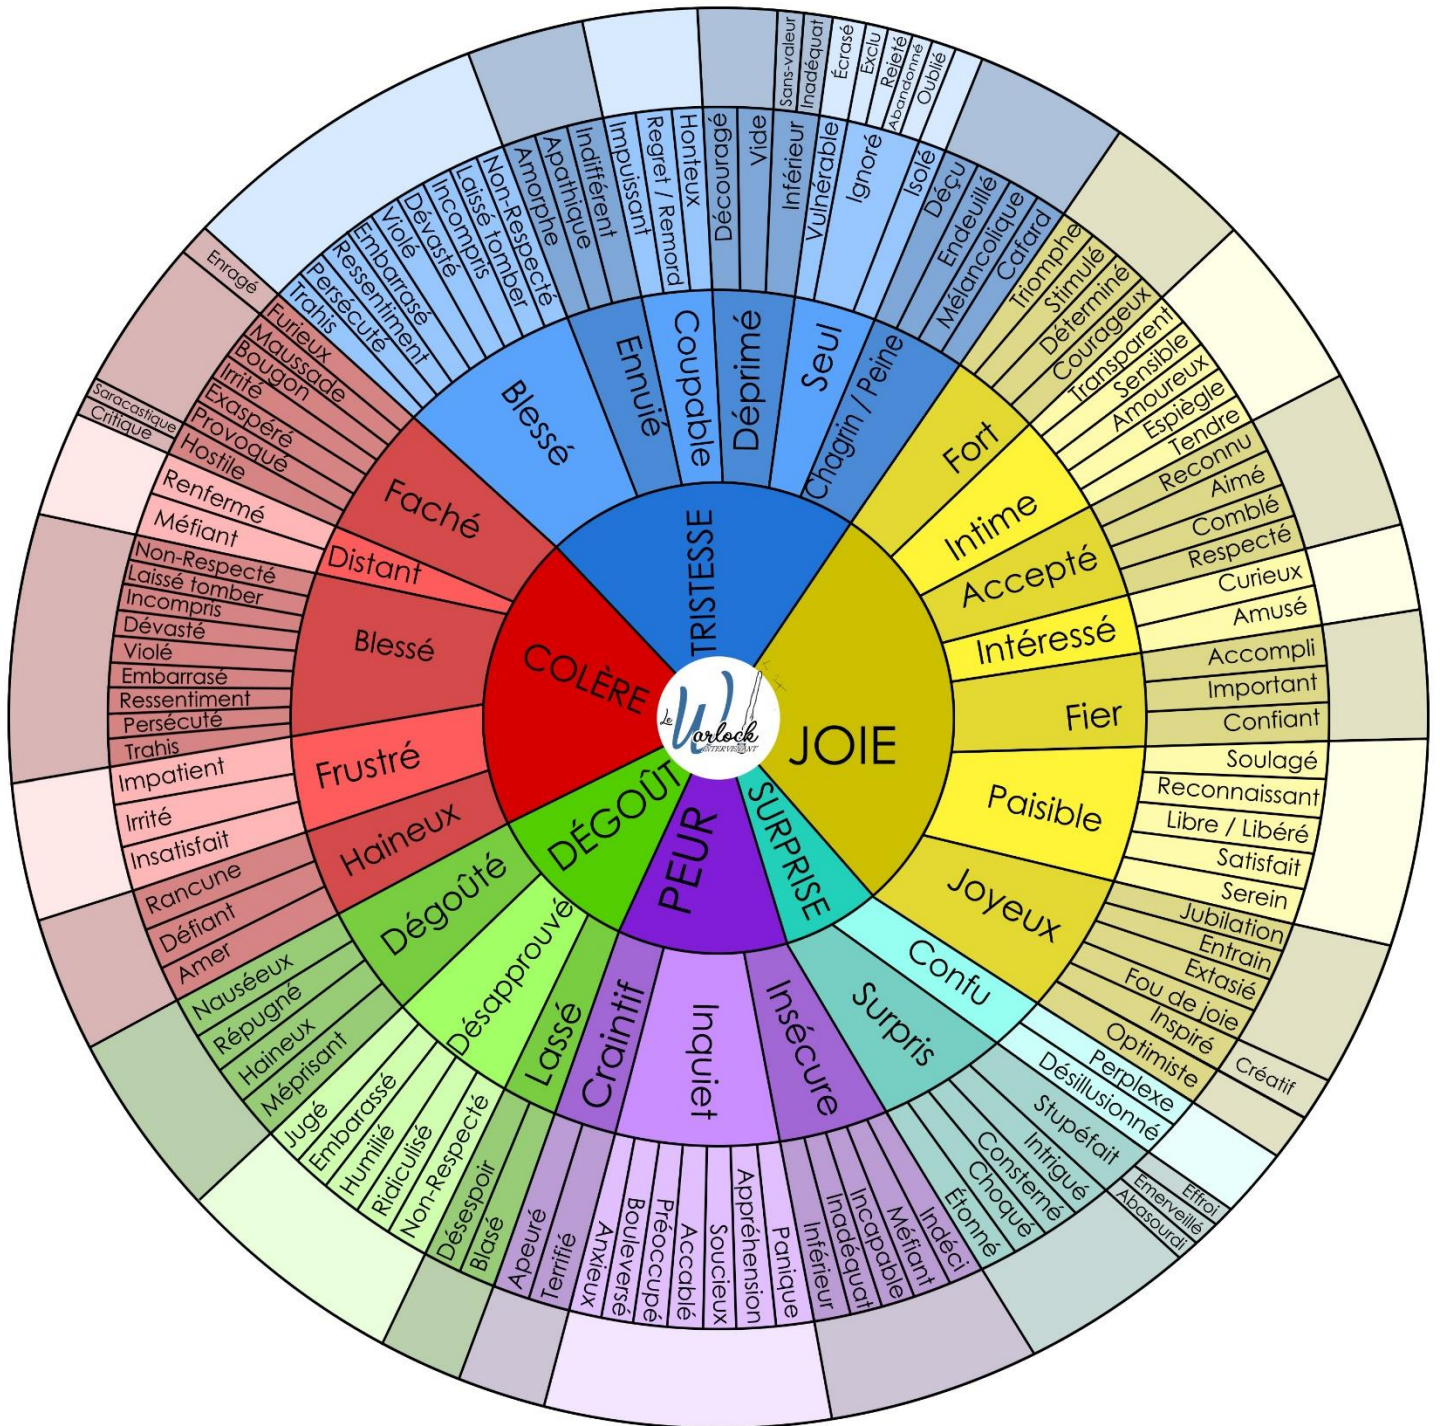 TRISTESSE
Blessé
Trahis
Persécuté
Ressentiment
Embarrasé
Violé
Dévasté
Incompris
Laissé tomber
Non-Respecté
Ennuié
Amorphe
Apathique
Indifférent
Coupable
Impuissant
Regret / Remord
Honteux
Déprimé
Découragé
Vide
Inférieur
Sans-valeur
Inadéquat
Seul
Vulnérable
Écrasé
Ignoré
Exclu
Rejeté
Abandonné
Oublié
Isolé
Chagrin / Peine
Déçu
Endeuillé
Mélancolique
Cafard
JOIE
Fort
Triomphe
Stimulé
Déterminé
Courageux
Intime
Transparent
Sensible
Amoureux
Espiègle
Tendre
Accepté
Reconnu
Aimé
Comblé
Respecté
Intéressé
Curieux
Amusé
Fier
Accompli
Important
Confiant
Paisible
Soulagé
Reconnaissant
Libre / Libéré
Satisfait
Serein
Joyeux
Jubilation
Entrain
Extasié
Fou de joie
Inspiré
Créatif
Optimiste
SURPRISE
Confu
Perplexe
Désillusionné
Surpris
Stupéfait
Effroi
Emerveillé
Abasourdi
Intrigué
Consterné
Choqué
Étonné
PEUR
Insécure
Indéci
Méfiant
Incapable
Inadéquat
Inférieur
Inquiet
Panique
Appréhension
Soucieux
Accablé
Préoccupé
Bouleversé
Anxieux
Craintif
Terrifié
Apeuré
DÉGOÛT
Lassé
Blasé
Désespoir
Désapprouvé
Non-Respecté
Ridiculisé
Humilié
Embarassé
Jugé
Dégoûté
Méprisant
Haineux
Répugné
Nauséeux
COLÈRE
Haineux
Amer
Défiant
Rancune
Frustré
Insatisfait
Irrité
Impatient
Blessé
Trahis
Persécuté
Ressentiment
Embarrasé
Violé
Dévasté
Incompris
Laissé tomber
Non-Respecté
Distant
Méfiant
Renfermé
Faché
Hostile
Critique
Saracastique
Provoqué
Exaspéré
Irrité
Bougon
Maussade
Furieux
Enragé
Le Warlock
INTERVENANT